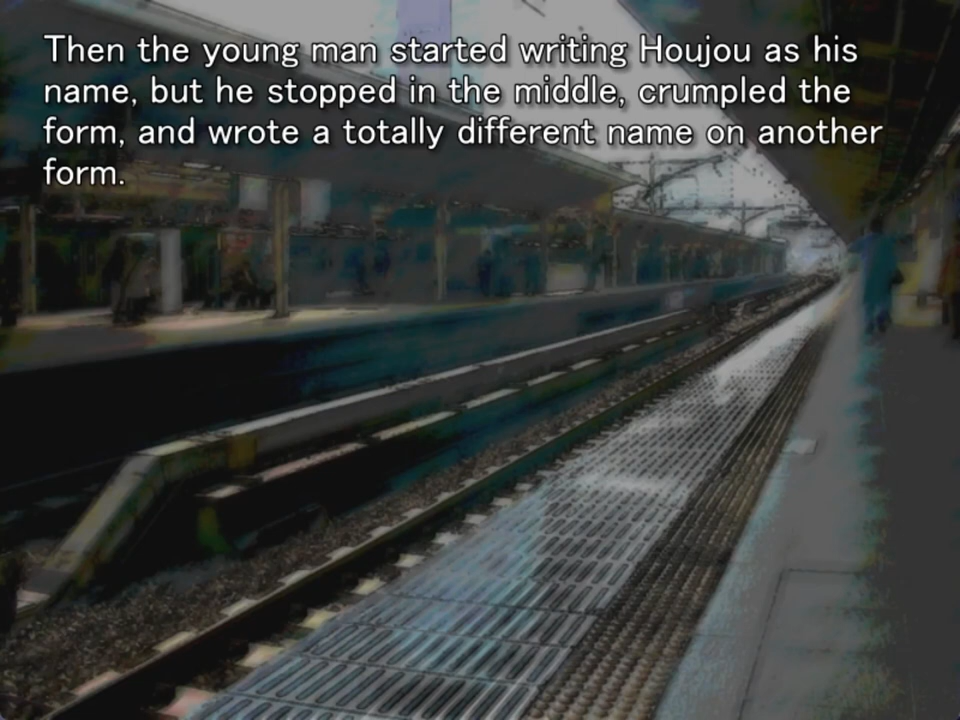 Then the young man started writing Houjou as his
name, but he stopped in the middle, crumpled the
form, and wrote a totally different name on another
form.